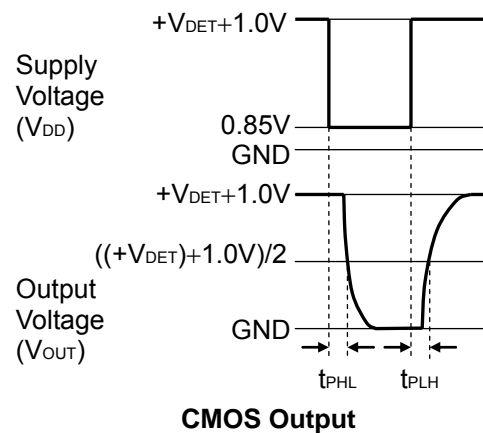 +VDET+1.0V
Supply
Voltage
(VDD)
0.85V
GND
+VDET+1.0V
((+VDET)+1.0V)/2
Output
Voltage
(VOUT)
GND
tPHL
tPLH
CMOS Output